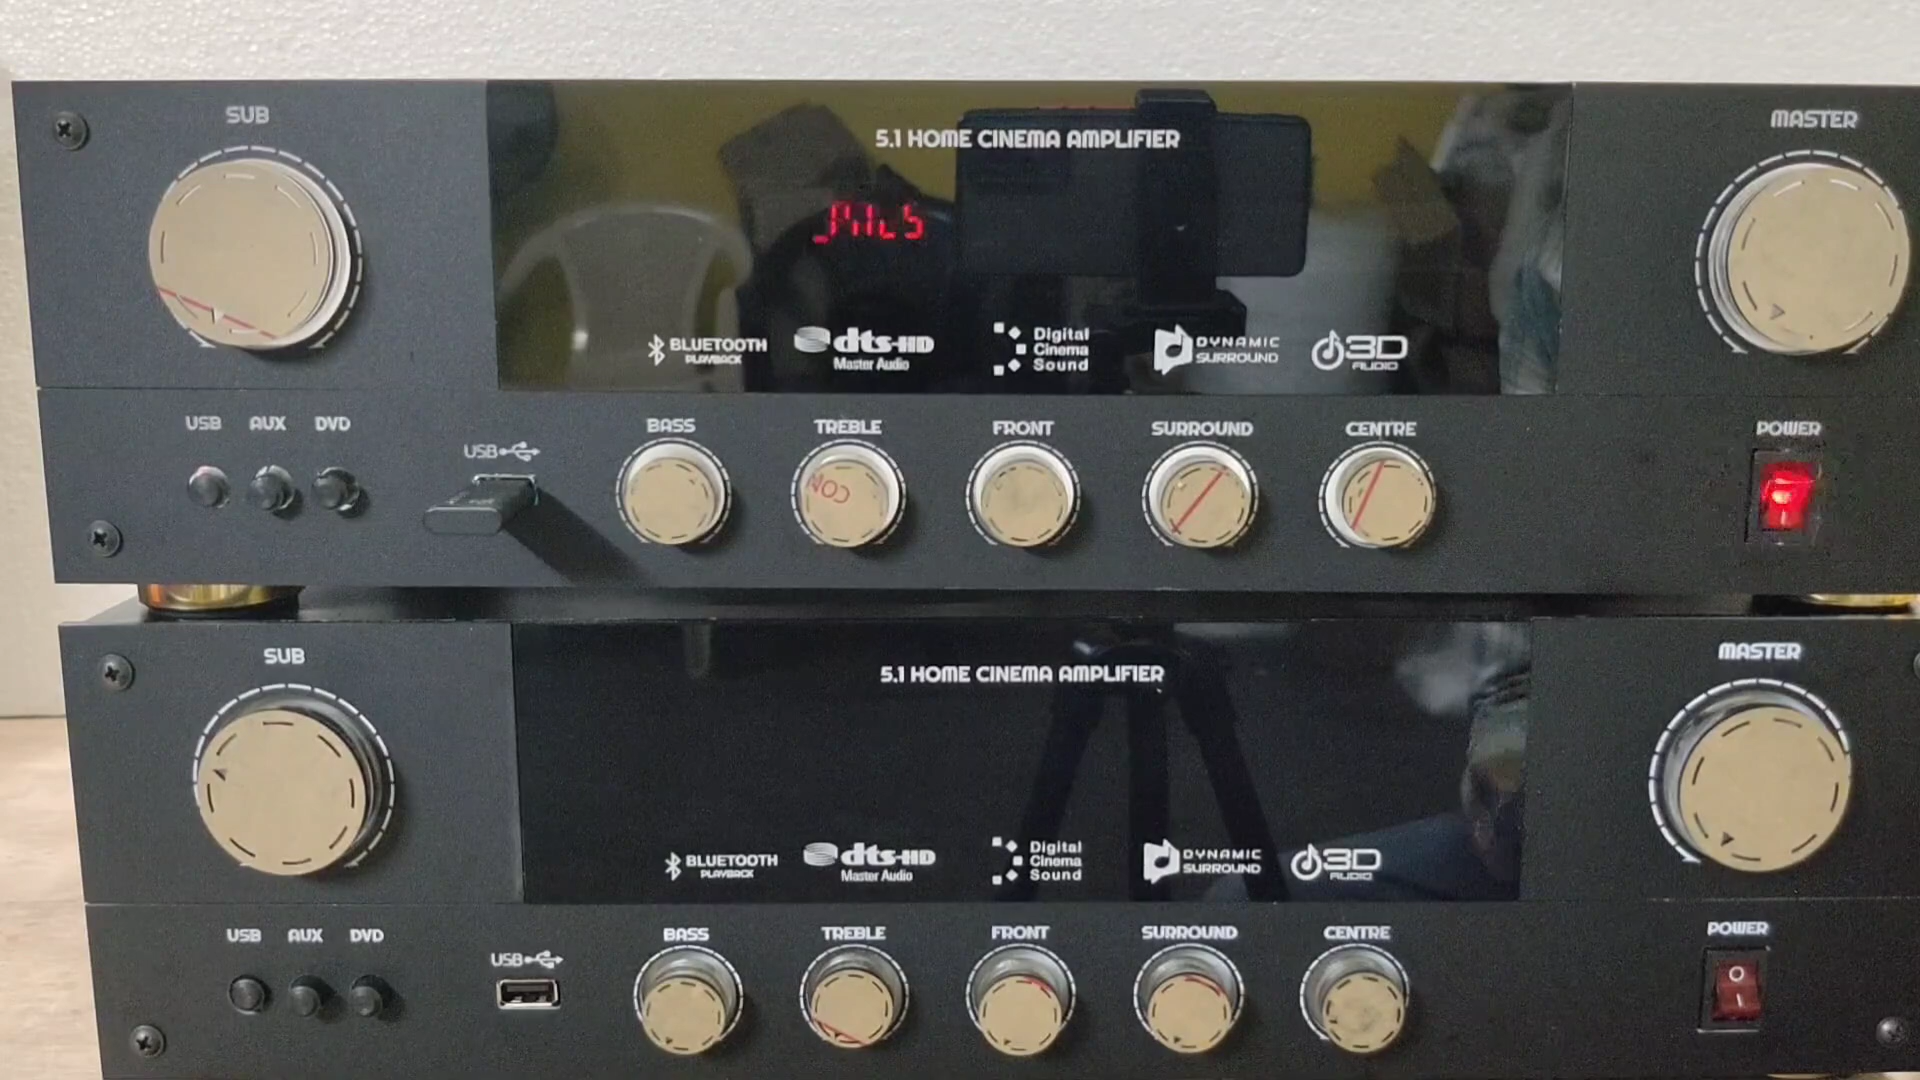 SUB
5.1 HOME CINEMA AMPLIFIER
MASTER
BLUETOOTH
PLAYBACK
dts-HD
Master Audio
Digital
Cinema
Sound
DYNAMIC
SURROUND
3D
AUDIO
USB AUX DVD
USB
BASS
TREBLE
FRONT
SURROUND
CENTRE
POWER
SUB
5.1 HOME CINEMA AMPLIFIER
MASTER
BLUETOOTH
PLAYBACK
dts-HD
Master Audio
Digital
Cinema
Sound
DYNAMIC
SURROUND
3D
AUDIO
USB AUX DVD
USB
BASS
TREBLE
FRONT
SURROUND
CENTRE
POWER
O
I